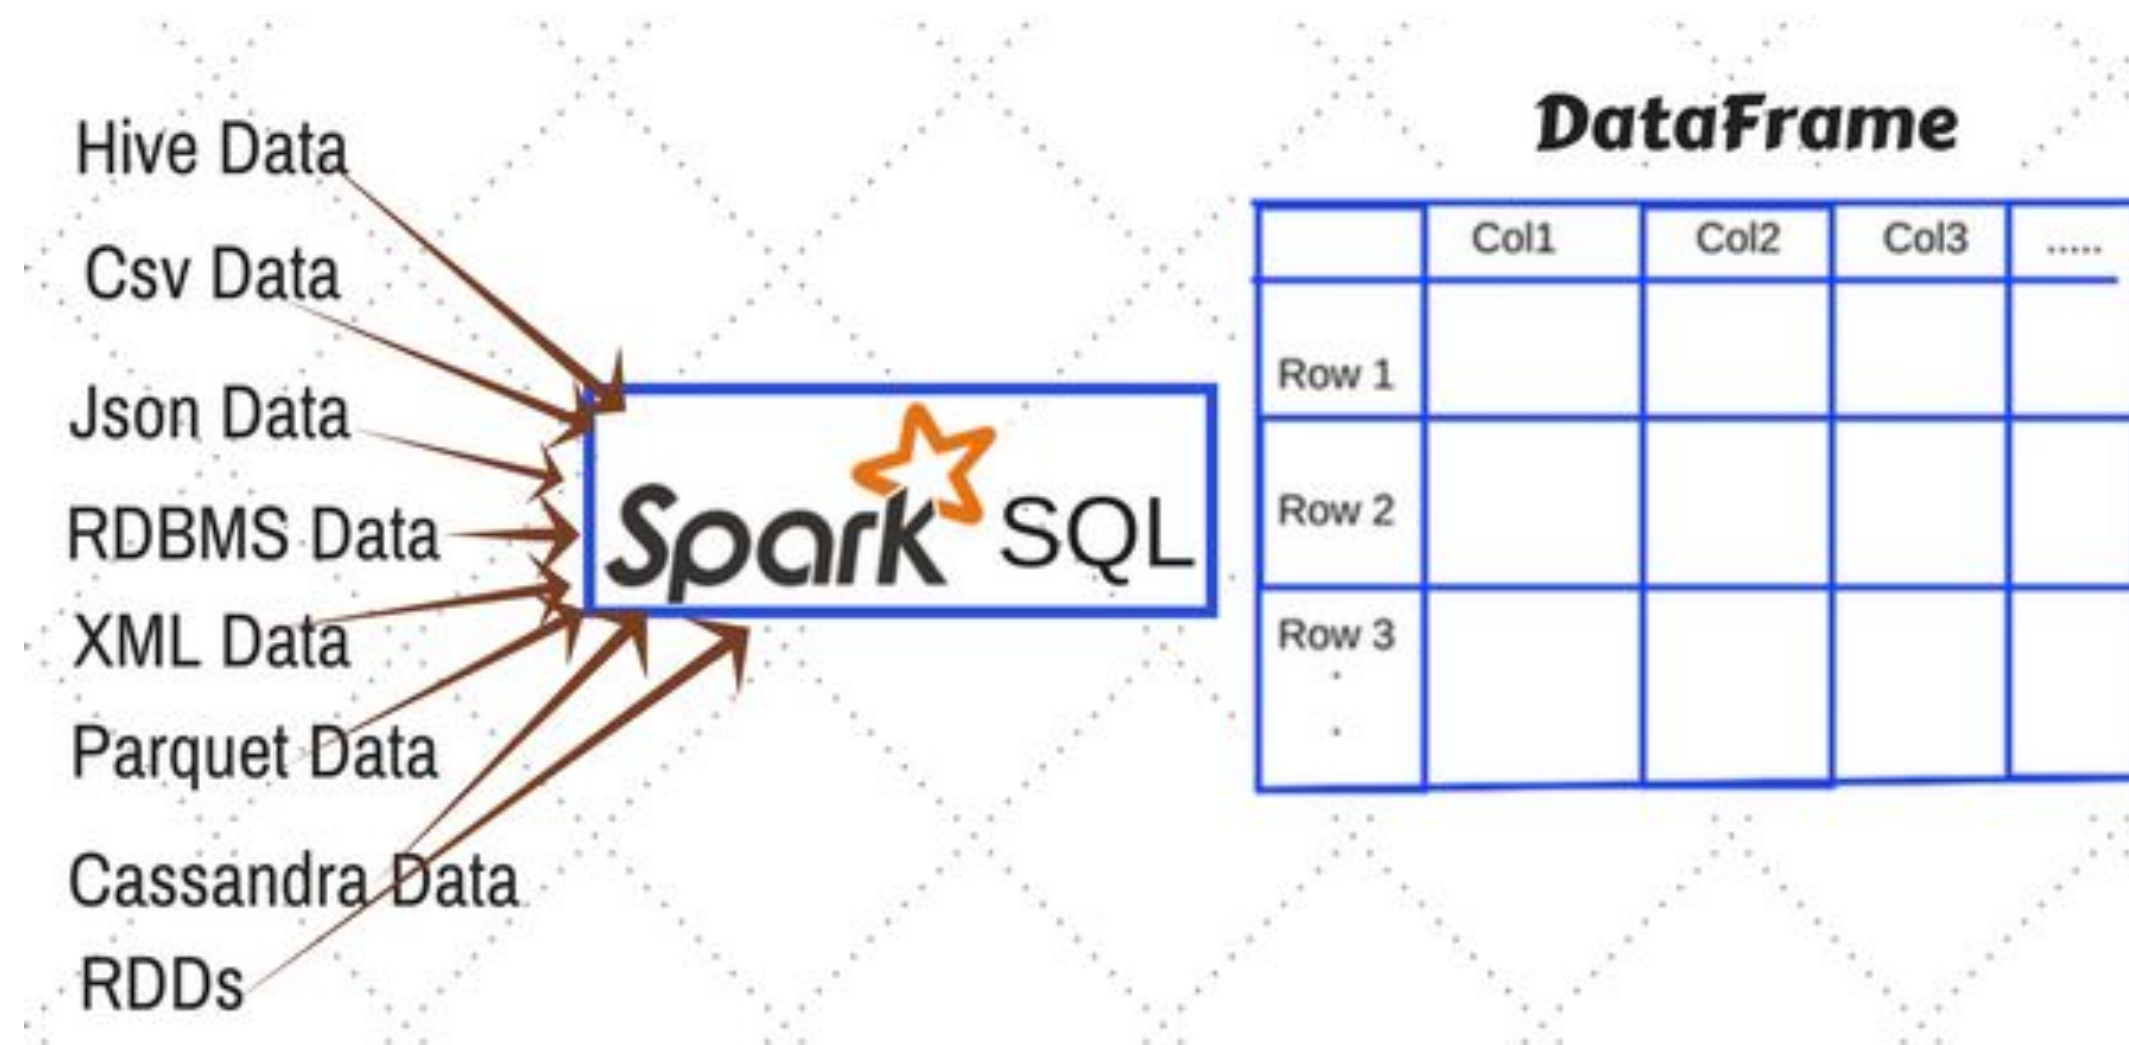 Hive Data
Csv Data
Json Data
RDBMS Data
XML Data
Parquet Data
Cassandra Data
RDDs
Spark SQL
DataFrame
Col1 Col2 Col3 .....
Row 1
Row 2
Row 3
.
.